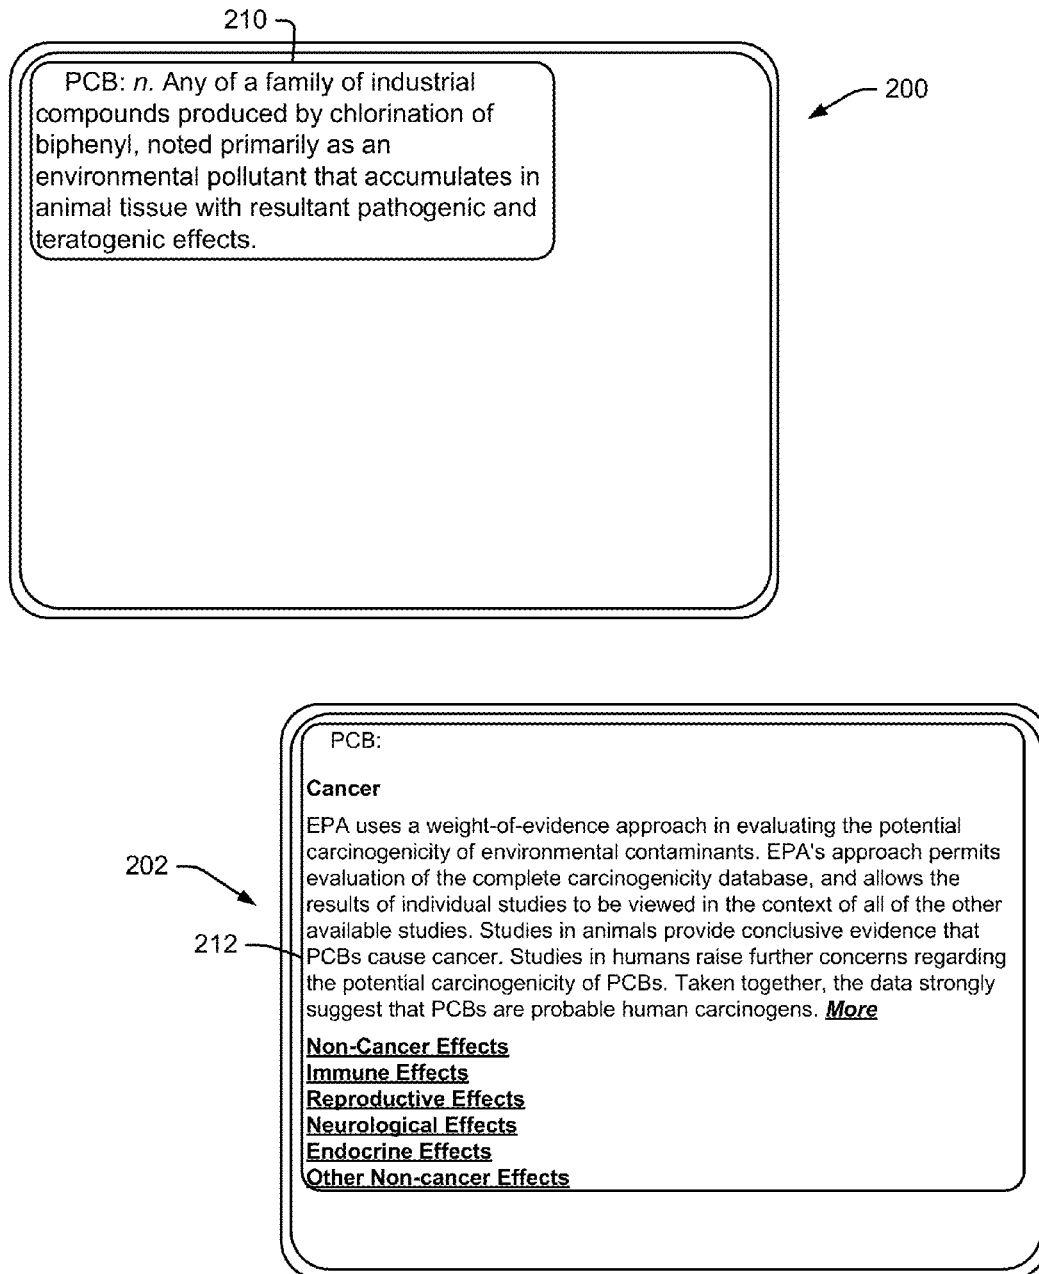 210
PCB: n. Any of a family of industrial
compounds produced by chlorination of
biphenyl, noted primarily as an
environmental pollutant that accumulates in
animal tissue with resultant pathogenic and
teratogenic effects.
200
PCB:
Cancer
EPA uses a weight-of-evidence approach in evaluating the potential
carcinogenicity of environmental contaminants. EPA's approach permits
evaluation of the complete carcinogenicity database, and allows the
results of individual studies to be viewed in the context of all of the other
available studies. Studies in animals provide conclusive evidence that
PCBs cause cancer. Studies in humans raise further concerns regarding
the potential carcinogenicity of PCBs. Taken together, the data strongly
suggest that PCBs are probable human carcinogens. More
Non-Cancer Effects
Immune Effects
Reproductive Effects
Neurological Effects
Endocrine Effects
Other Non-cancer Effects
202
212